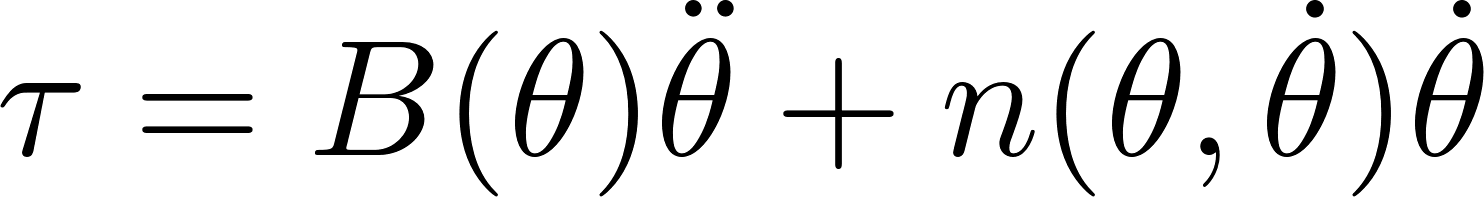 τ = B(θ)θ̈ + n(θ, θ̇)θ̇